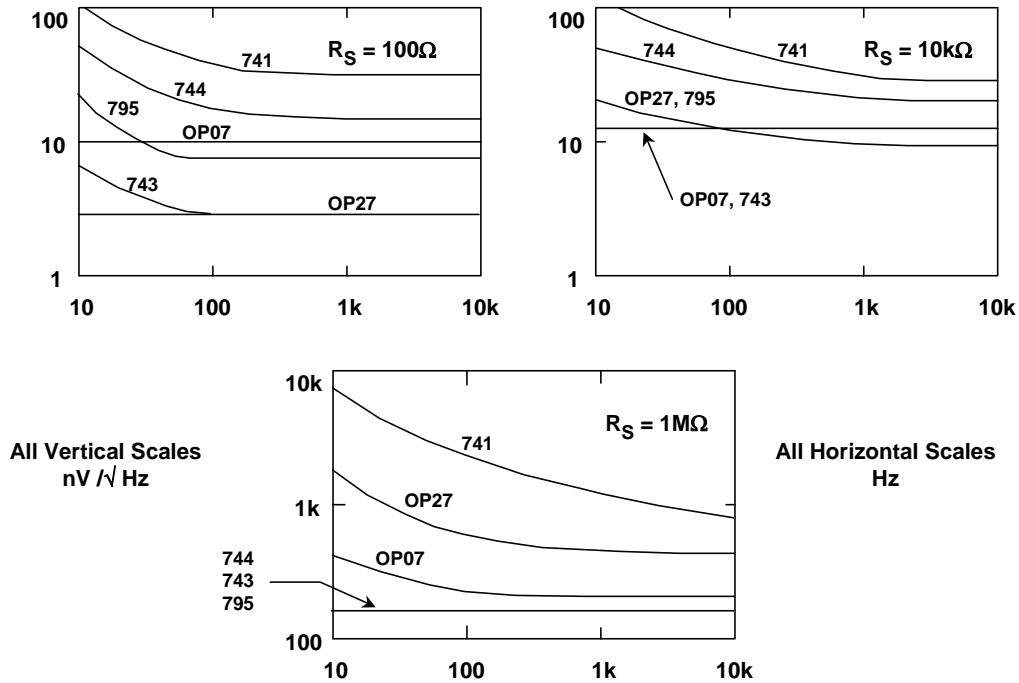 100
10
1
R_S = 100Ω
741
744
795
OP07
743
OP27
10 100 1k 10k
100
10
1
R_S = 10kΩ
744
741
OP27, 795
OP07, 743
10 100 1k 10k
All Vertical Scales
nV /√ Hz
10k
1k
100
R_S = 1MΩ
741
OP27
OP07
744
743
795
10 100 1k 10k
All Horizontal Scales
Hz